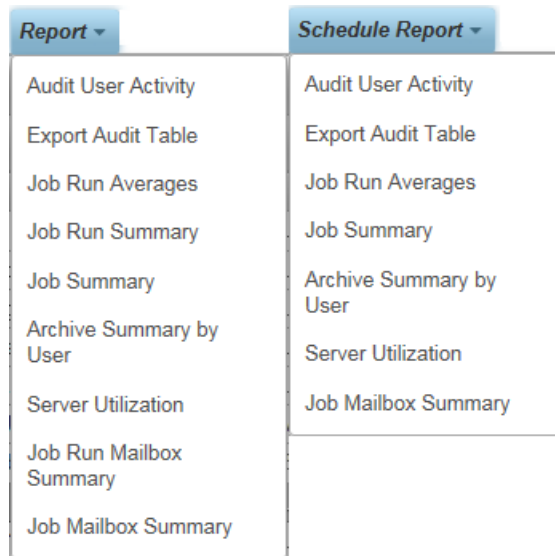 Report
Audit User Activity
Export Audit Table
Job Run Averages
Job Run Summary
Job Summary
Archive Summary by
User
Server Utilization
Job Run Mailbox
Summary
Job Mailbox Summary
Schedule Report
Audit User Activity
Export Audit Table
Job Run Averages
Job Summary
Archive Summary by
User
Server Utilization
Job Mailbox Summary